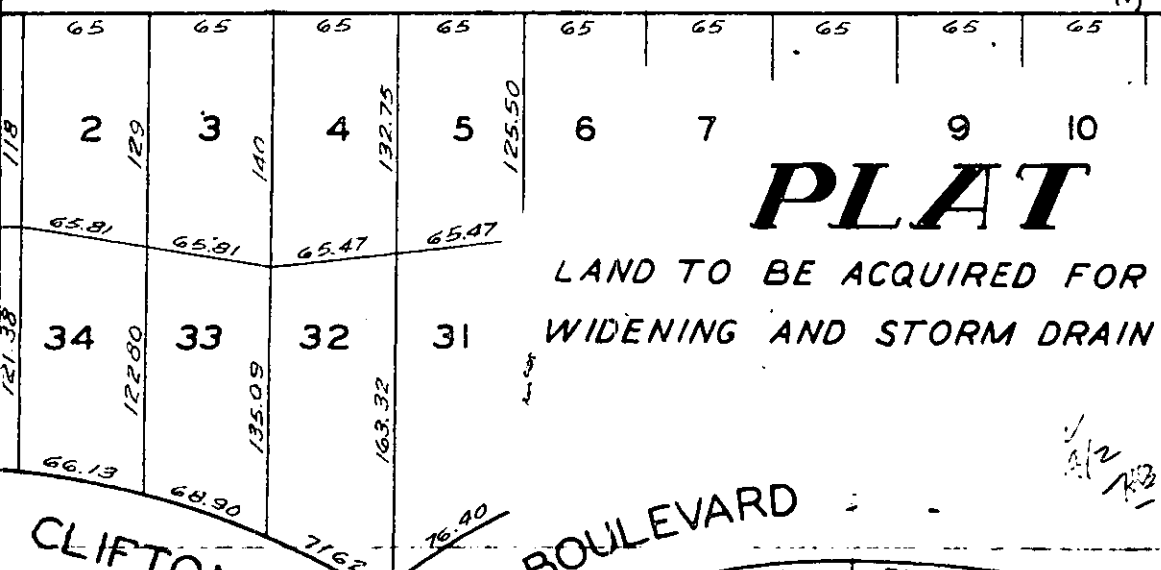 65 65 65 65 65 65 65 65 65
118 2 129 3 140 4 132.75 5 125.50 6 7 9 10
PLAT
65.81 65.81 65.47 65.47
LAND TO BE ACQUIRED FOR
WIDENING AND STORM DRAIN
121.38 34 122.80 33 135.09 32 163.32 31
66.13 68.90 71.62 76.40
CLIFTON BOULEVARD